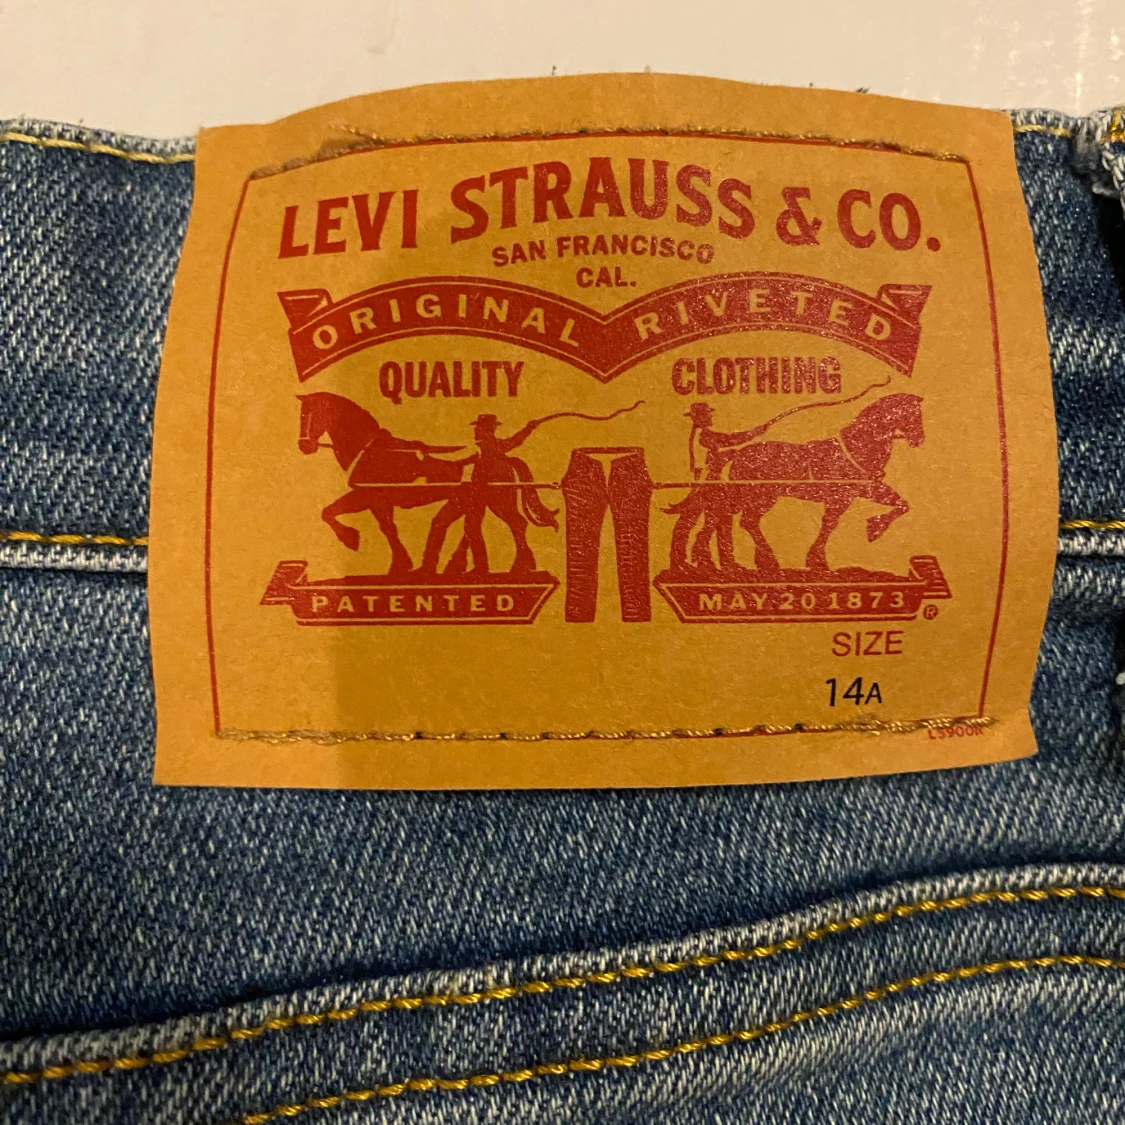 LEVI STRAUSS & CO.
SAN FRANCISCO
CAL.
ORIGINAL RIVETED
QUALITY CLOTHING
PATENTED MAY 20 1873 ®
SIZE
14A